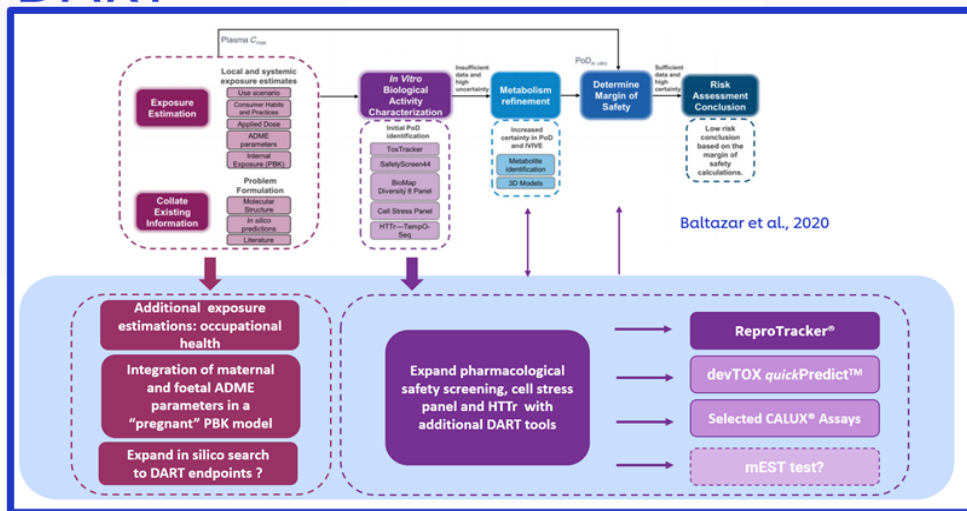 DART
Plasma Cmax
Exposure
Estimation
Local and systemic
exposure estimates
Use scenario
Consumer Habits
and Practices
Applied Dose
ADME
parameters
Internal
Exposure (PBK)
Collate
Existing
Information
Problem
Formulation
Molecular
Structure
In silico
predictions
Literature
In Vitro
Biological
Activity
Characterization
Initial PoD
identification
ToxTracker
SafetyScreen44
BioMap
Diversity 8 Panel
Cell Stress Panel
HTTr—TempO-
Seq
Insufficient
data and
high
uncertainty
Metabolism
refinement
Increased
certainty in PoD
and IVIVE
Metabolite
identification
3D Models
PoDin vitro
Determine
Margin of
Safety
Sufficient
data and
high
certainty
Risk
Assessment
Conclusion
Low risk
conclusion
based on the
margin of
safety
calculations.
Baltazar et al., 2020
Additional exposure
estimations: occupational
health
Integration of maternal
and foetal ADME
parameters in a
“pregnant” PBK model
Expand in silico search
to DART endpoints ?
Expand pharmacological
safety screening, cell stress
panel and HTTr with
additional DART tools
ReproTracker®
devTOX quickPredict™
Selected CALUX® Assays
mEST test?